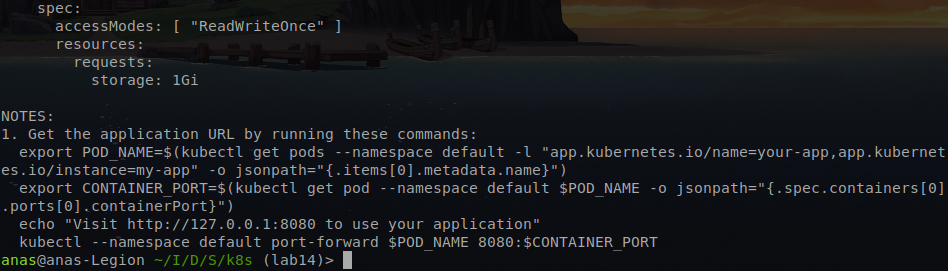 spec:
      accessModes: [ "ReadWriteOnce" ]
      resources:
        requests:
          storage: 1Gi

NOTES:
1. Get the application URL by running these commands:
  export POD_NAME=$(kubectl get pods --namespace default -l "app.kubernetes.io/name=your-app,app.kubernet
es.io/instance=my-app" -o jsonpath="{.items[0].metadata.name}")
  export CONTAINER_PORT=$(kubectl get pod --namespace default $POD_NAME -o jsonpath="{.spec.containers[0]
.ports[0].containerPort}")
  echo "Visit http://127.0.0.1:8080 to use your application"
  kubectl --namespace default port-forward $POD_NAME 8080:$CONTAINER_PORT
anas@anas-Legion ~/I/D/S/k8s (lab14)>